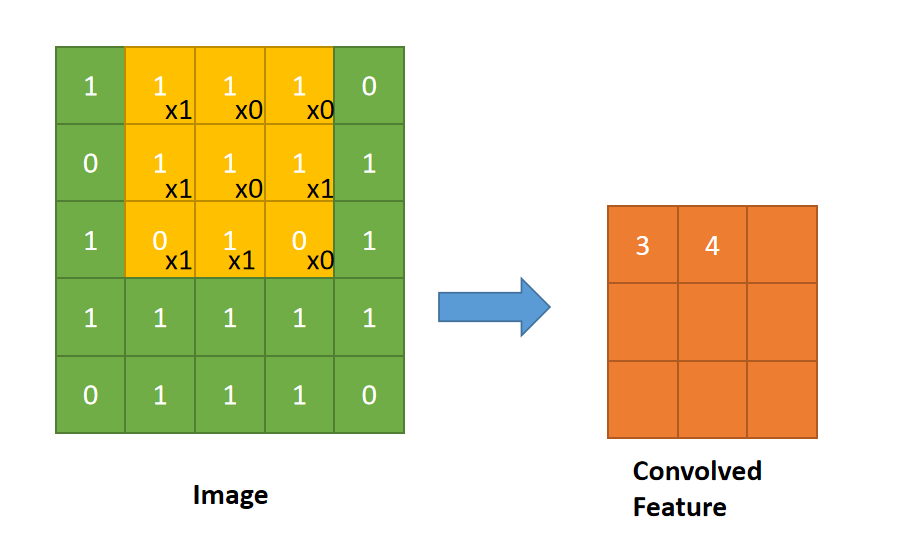 1 1 1 1 0
x1 x0 x0
0 1 1 1 1
x1 x0 x1
1 0 1 0 1
x1 x1 x0
1 1 1 1 1
0 1 1 1 0
Image
3 4
Convolved
Feature